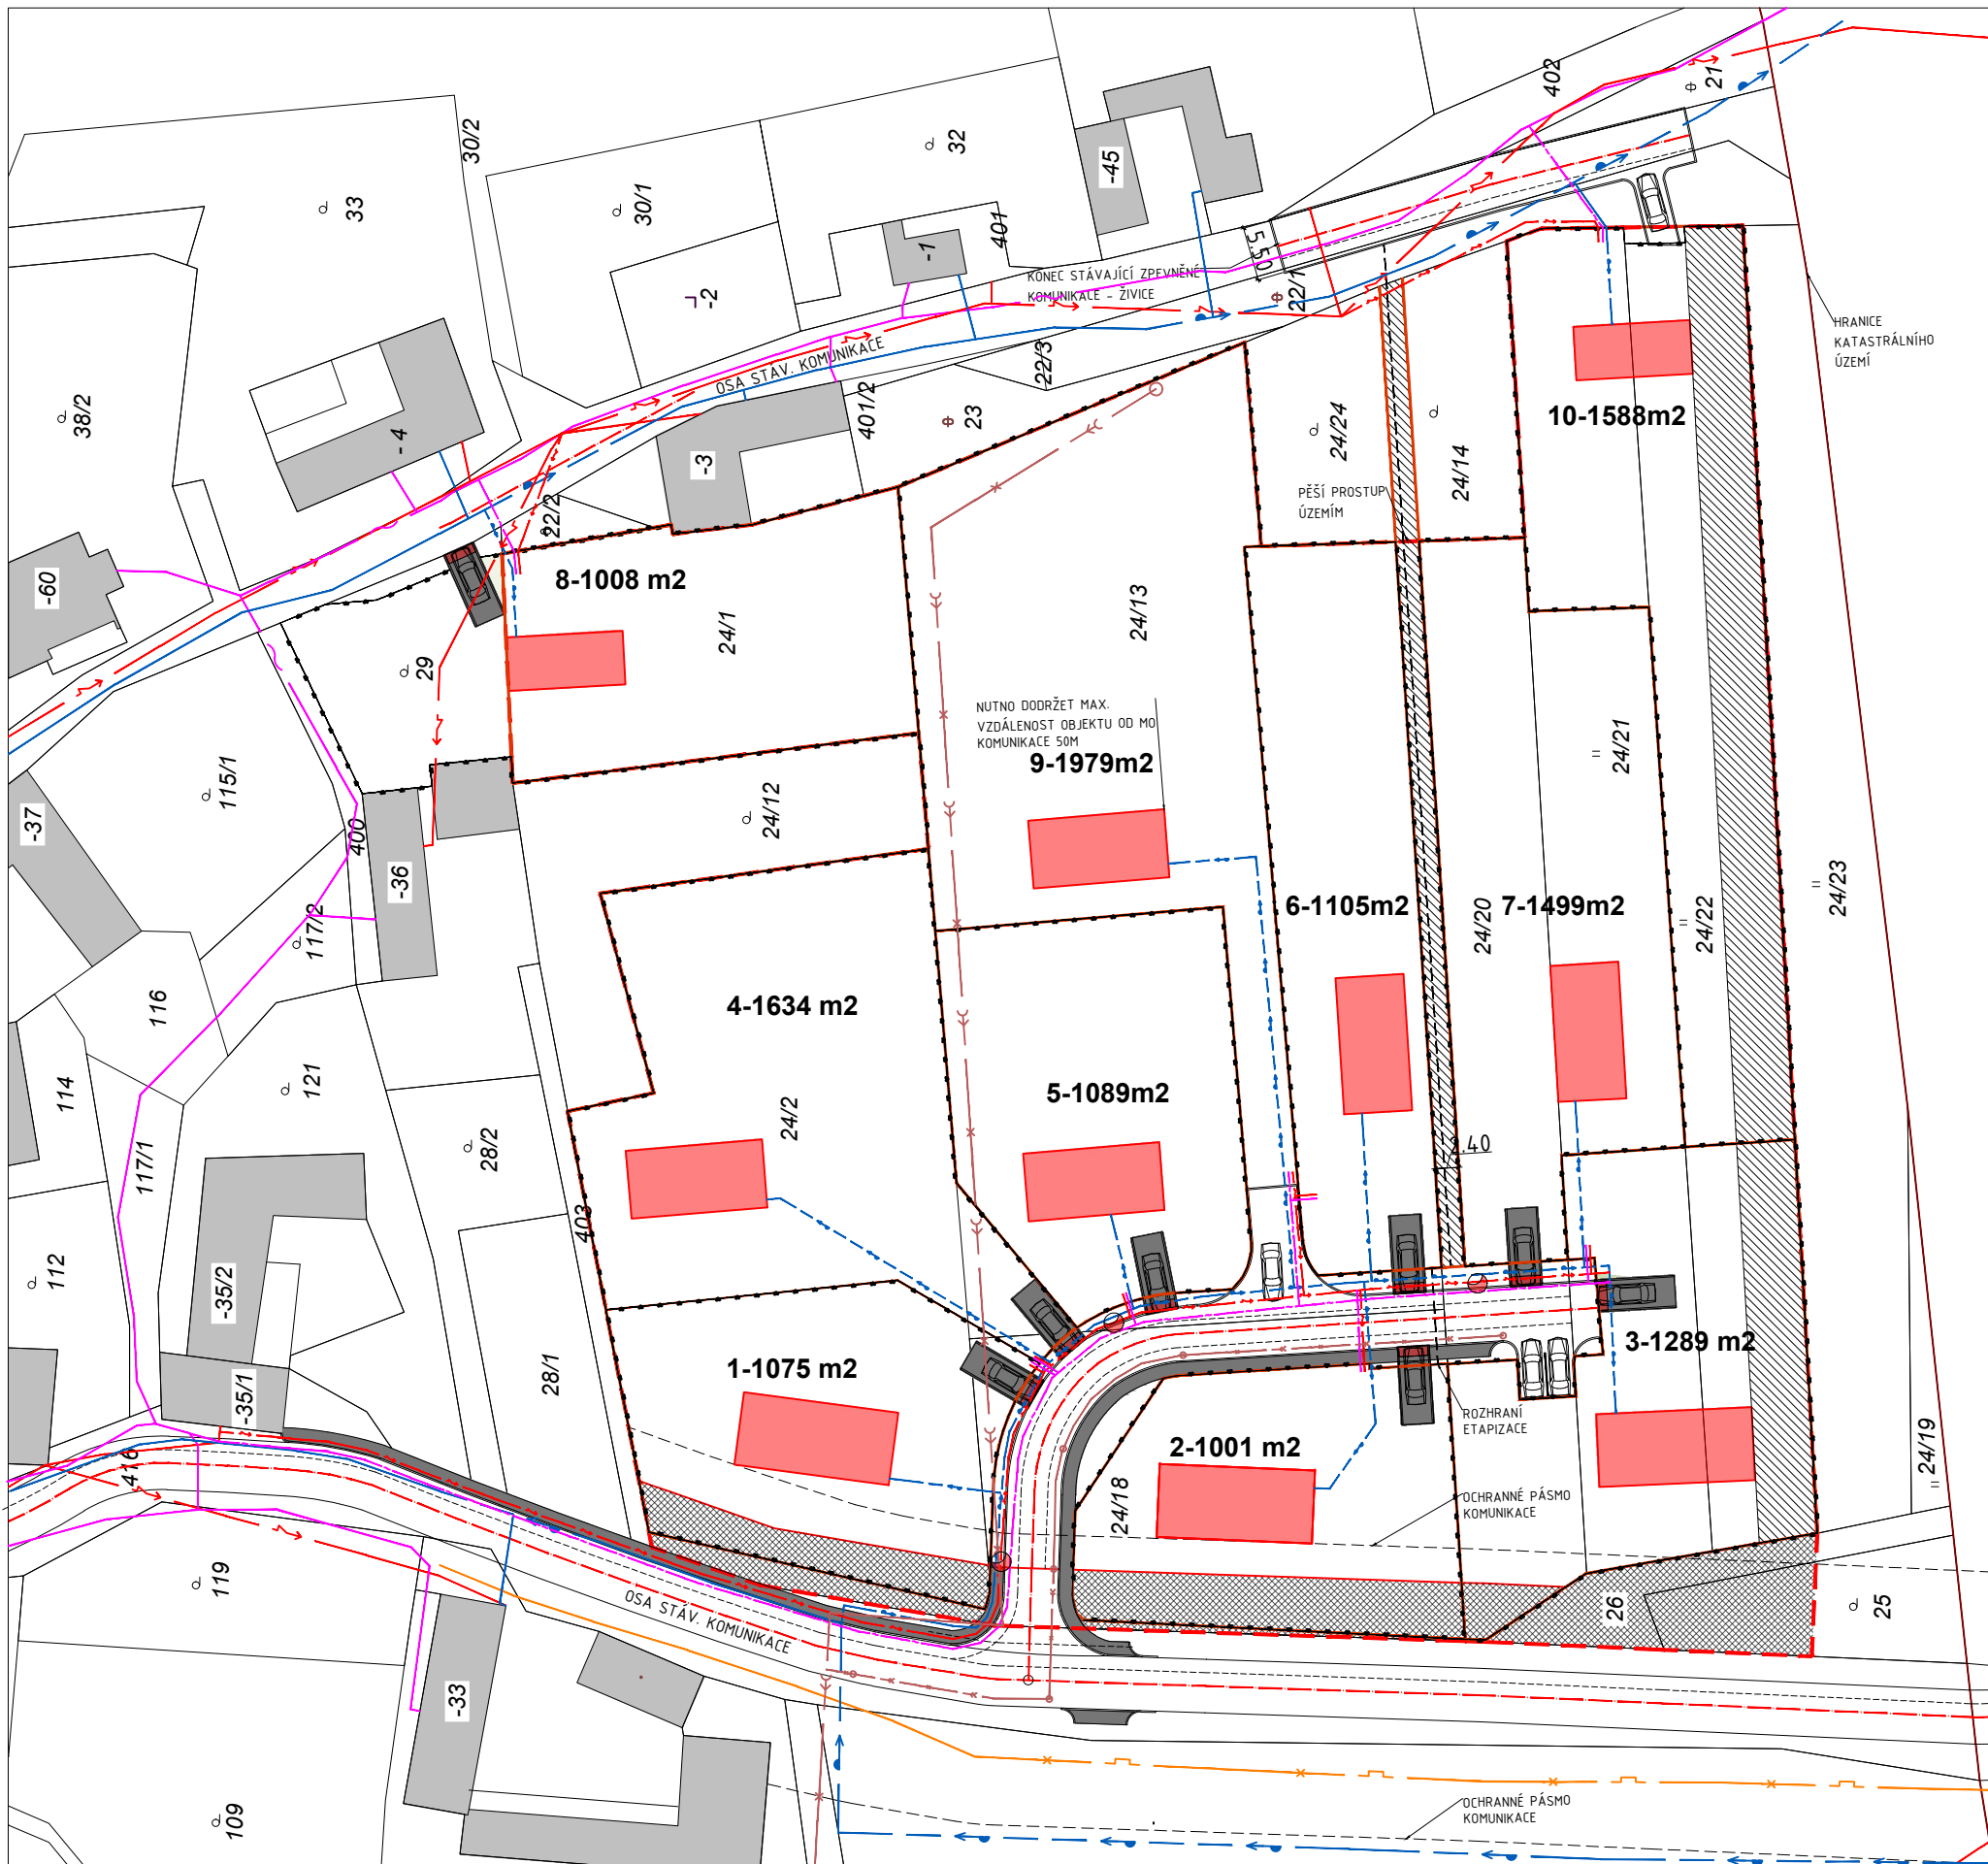 402
21
30/2
32
33
30/1
-45
401
-1
5.50
KONEC STÁVAJÍCÍ ZPEVNĚNÉ
KOMUNIKACE - ŽIVICE
22/1
-2
HRANICE
KATASTRÁLNÍHO
ÚZEMÍ
OSA STÁV. KOMUNIKACE
22/3
38/2
-4
401/2
23
24/24
10-1588m2
-3
24/14
PĚŠÍ PROSTUP
ÚZEMÍM
22/2
-60
8-1008 m2
24/1
24/13
29
NUTNO DODRŽET MAX.
VZDÁLENOST OBJEKTU OD MO
KOMUNIKACE 50M
9-1979m2
24/21
115/1
24/12
-37
400
-36
6-1105m2
7-1499m2
24/20
24/22
24/23
117/2
116
4-1634 m2
114
121
5-1089m2
24/2
28/2
117/1
.40
403
112
-35/2
1-1075 m2
3-1289 m2
28/1
-35/1
ROZHRANÍ
ETAPIZACE
2-1001 m2
416
24/18
24/19
OCHRANNÉ PÁSMO
KOMUNIKACE
119
OSA STÁV. KOMUNIKACE
26
25
-33
109
OCHRANNÉ PÁSMO
KOMUNIKACE